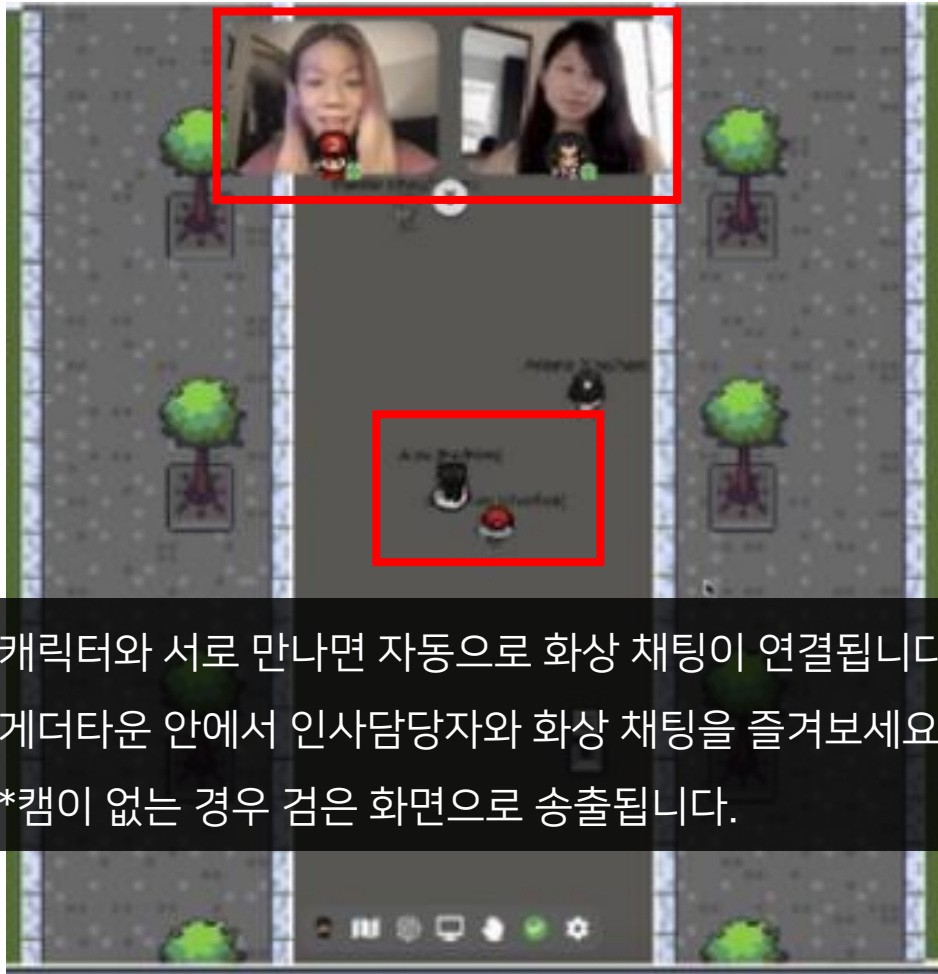 캐릭터와 서로 만나면 자동으로 화상 채팅이 연결됩니다
게더타운 안에서 인사담당자와 화상 채팅을 즐겨보세요
*캠이 없는 경우 검은 화면으로 송출됩니다.